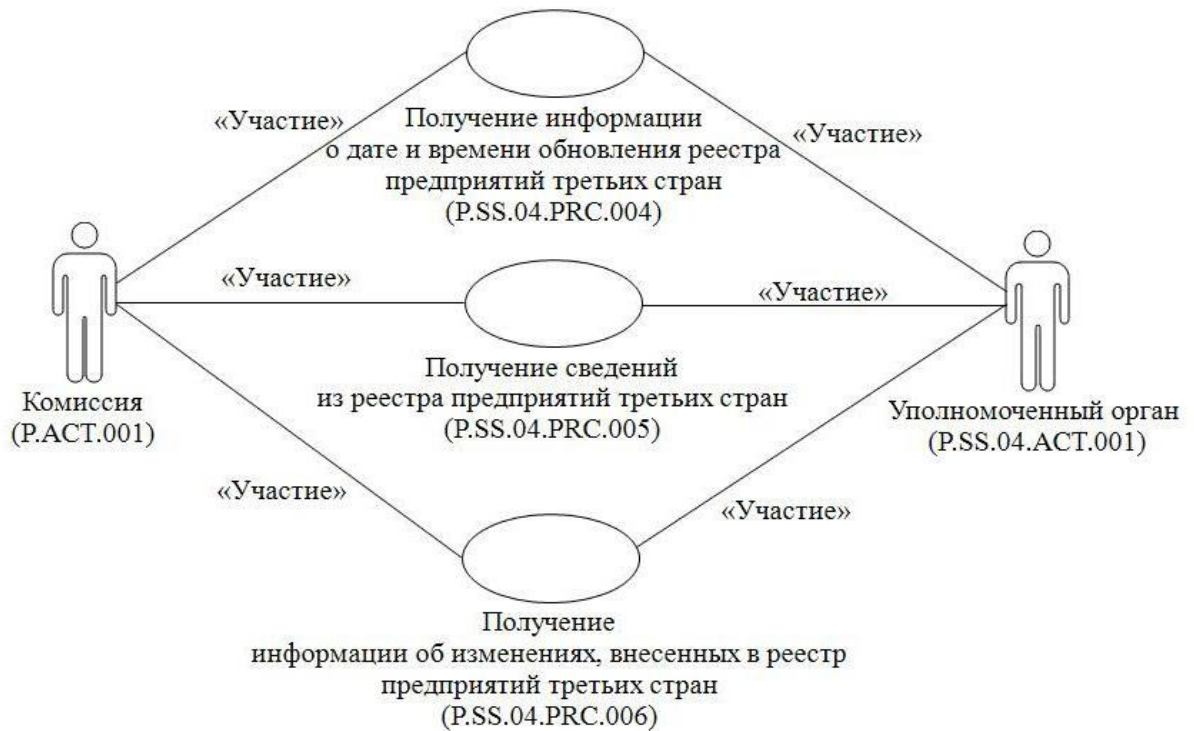 «Участие»
«Участие»
Получение информации
о дате и времени обновления реестра
предприятий третьих стран
(P.SS.04.PRC.004)
«Участие»
«Участие»
Получение сведений
из реестра предприятий третьих стран
(P.SS.04.PRC.005)
Комиссия
(P.ACT.001)
Уполномоченный орган
(P.SS.04.ACT.001)
«Участие»
«Участие»
Получение
информации об изменениях, внесенных в реестр
предприятий третьих стран
(P.SS.04.PRC.006)